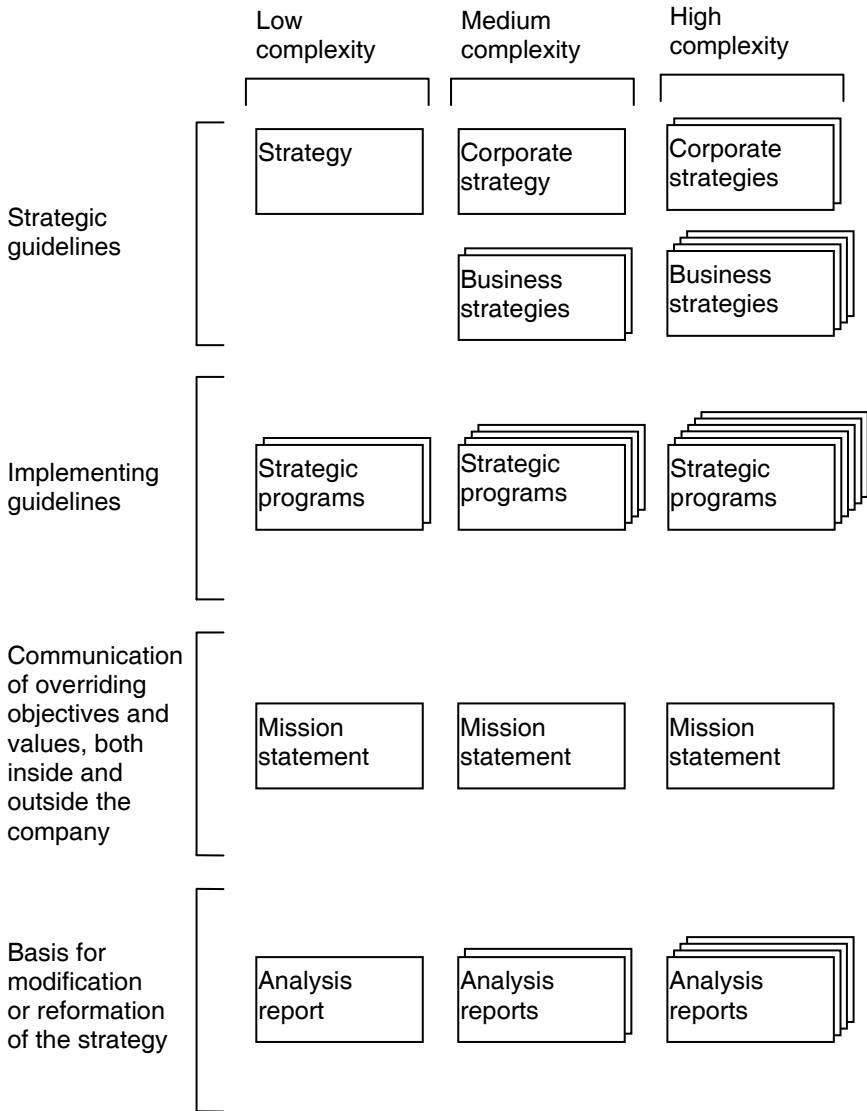 Low
complexity
Medium
complexity
High
complexity
Strategic
guidelines
Strategy
Corporate
strategy
Corporate
strategies
Business
strategies
Business
strategies
Implementing
guidelines
Strategic
programs
Strategic
programs
Strategic
programs
Communication
of overriding
objectives and
values, both
inside and
outside the
company
Mission
statement
Mission
statement
Mission
statement
Basis for
modification
or reformation
of the strategy
Analysis
report
Analysis
reports
Analysis
reports